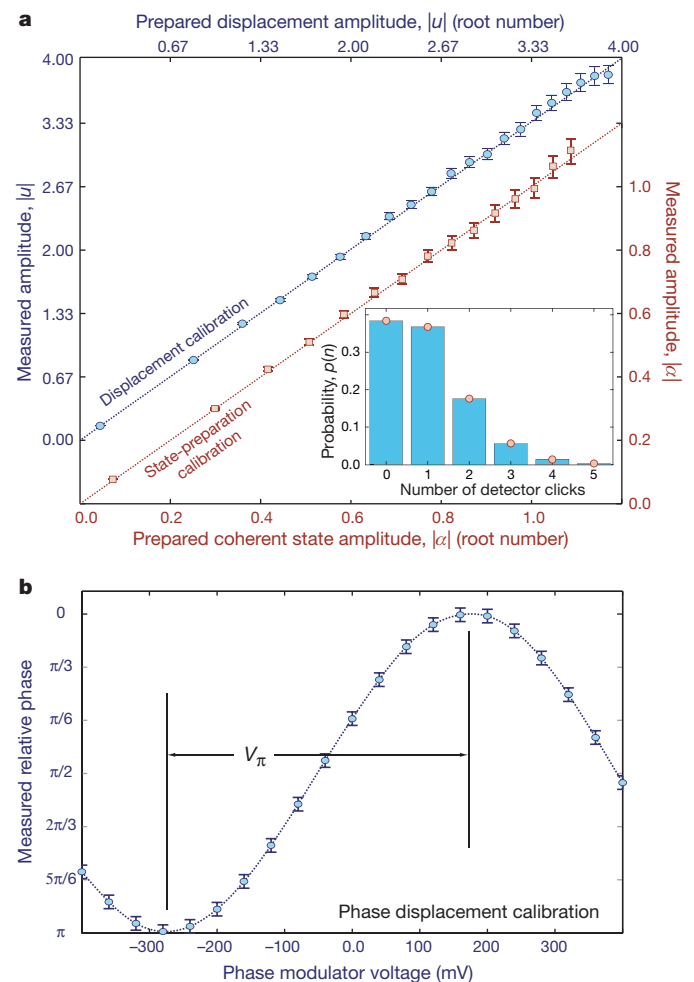 a
Prepared displacement amplitude, |u| (root number)
0.67 1.33 2.00 2.67 3.33 4.00
4.00
3.33
2.67
2.00
1.33
0.67
0.00
Measured amplitude, |u|
Displacement calibration
State-preparation
calibration
1.0
0.8
0.6
0.4
0.2
0.0
Measured amplitude, |α|
Probability, p(n)
0.3
0.2
0.1
0.0
0 1 2 3 4 5
Number of detector clicks
0.0 0.2 0.4 0.6 0.8 1.0
Prepared coherent state amplitude, |α| (root number)
b
0
π/3
π/6
π/2
2π/3
5π/6
π
Measured relative phase
Vπ
Phase displacement calibration
−300 −200 −100 0.0 100 200 300
Phase modulator voltage (mV)